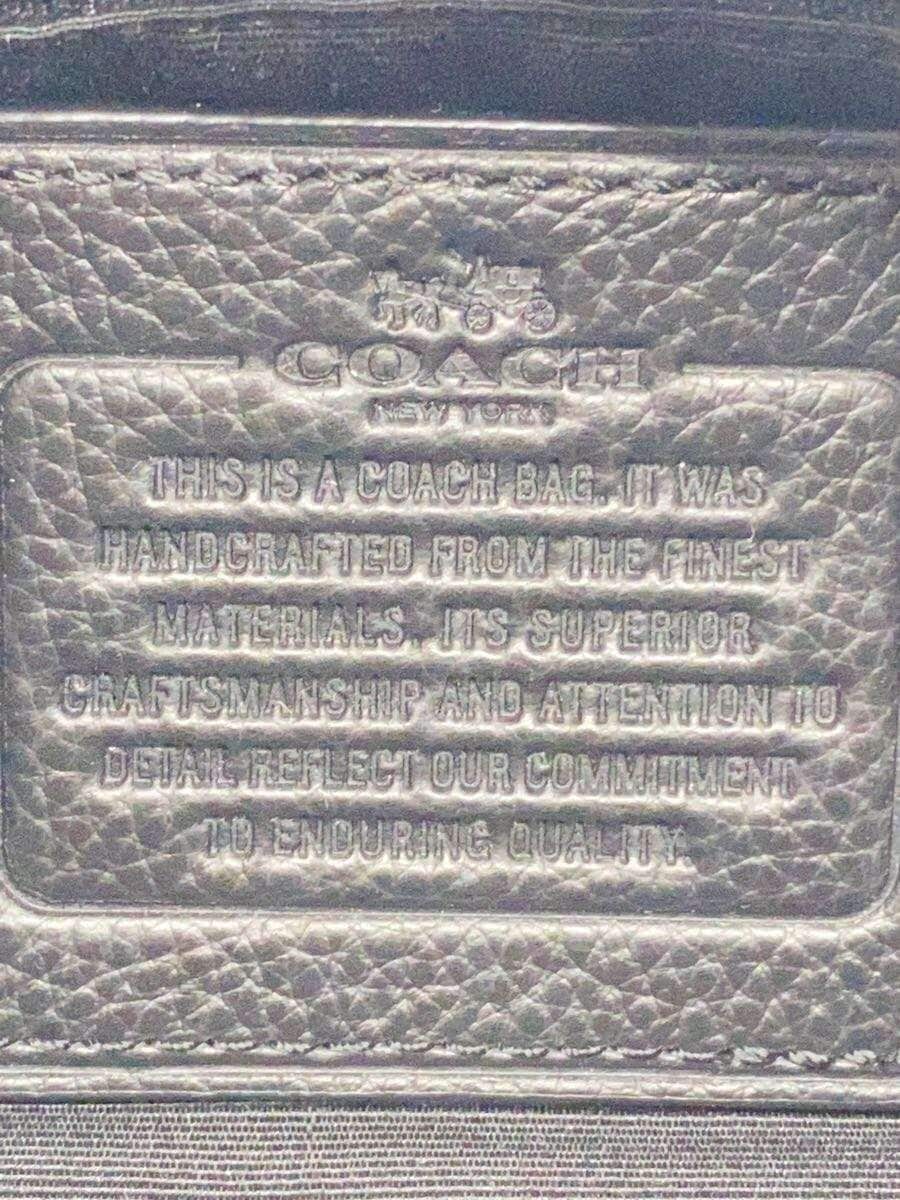 COACH
NEW YORK
THIS IS A COACH BAG. IT WAS
HANDCRAFTED FROM THE FINEST
MATERIALS. ITS SUPERIOR
CRAFTSMANSHIP AND ATTENTION TO
DETAIL REFLECT OUR COMMITMENT
TO ENDURING QUALITY.